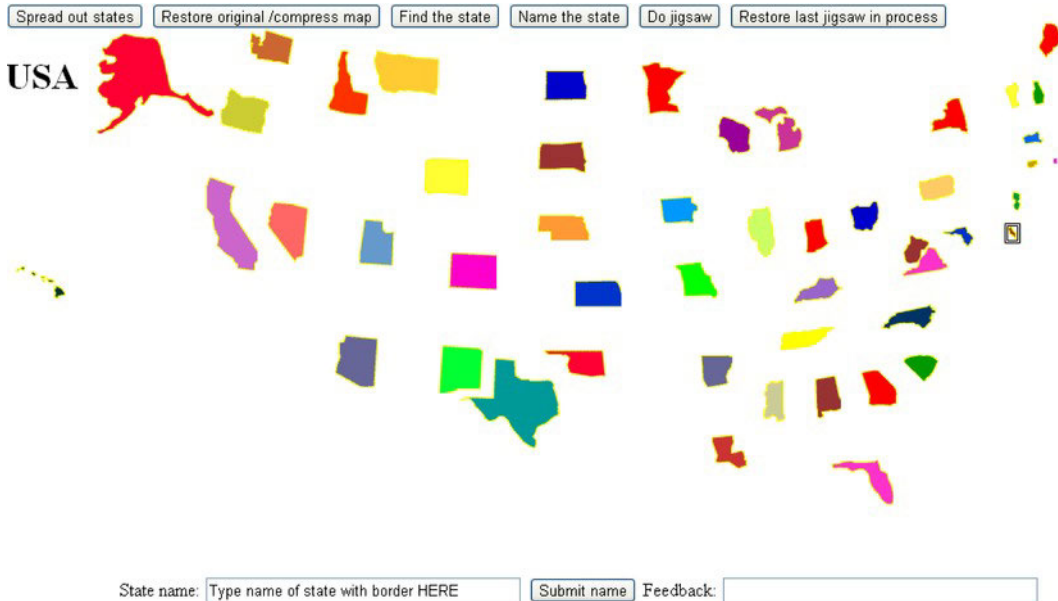 Spread out states Restore original /compress map Find the state Name the state Do jigsaw Restore last jigsaw in process
USA
State name: Type name of state with border HERE Submit name Feedback: